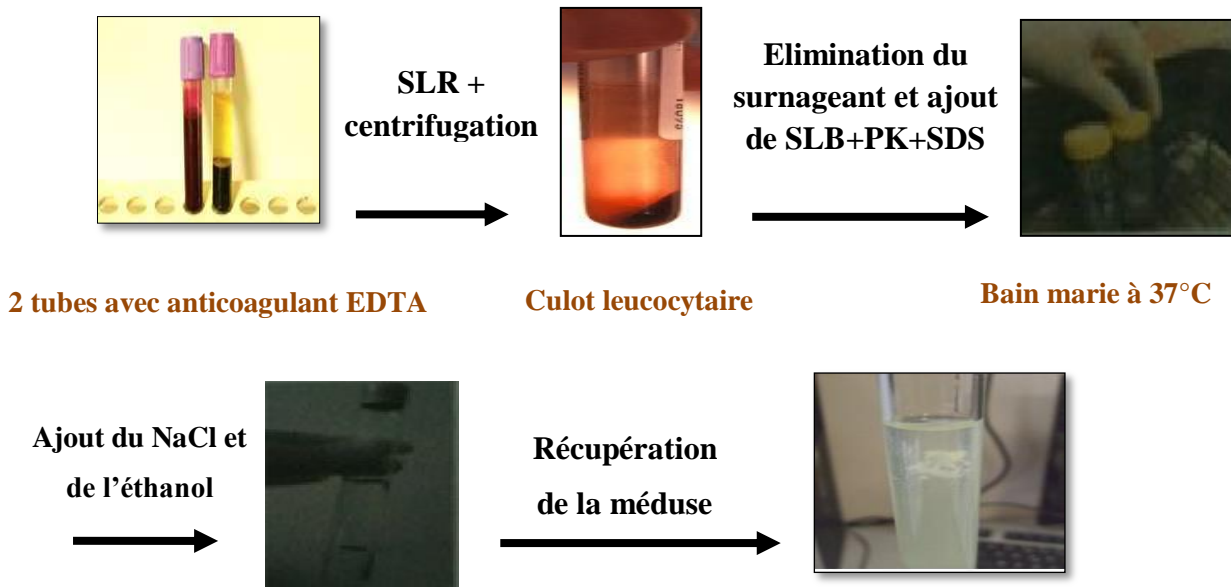 SLR +
centrifugation
Elimination du
surnageant et ajout
de SLB+PK+SDS
2 tubes avec anticoagulant EDTA
Culot leucocytaire
Bain marie à 37°C
Ajout du NaCl et
de l'éthanol
Récupération
de la méduse